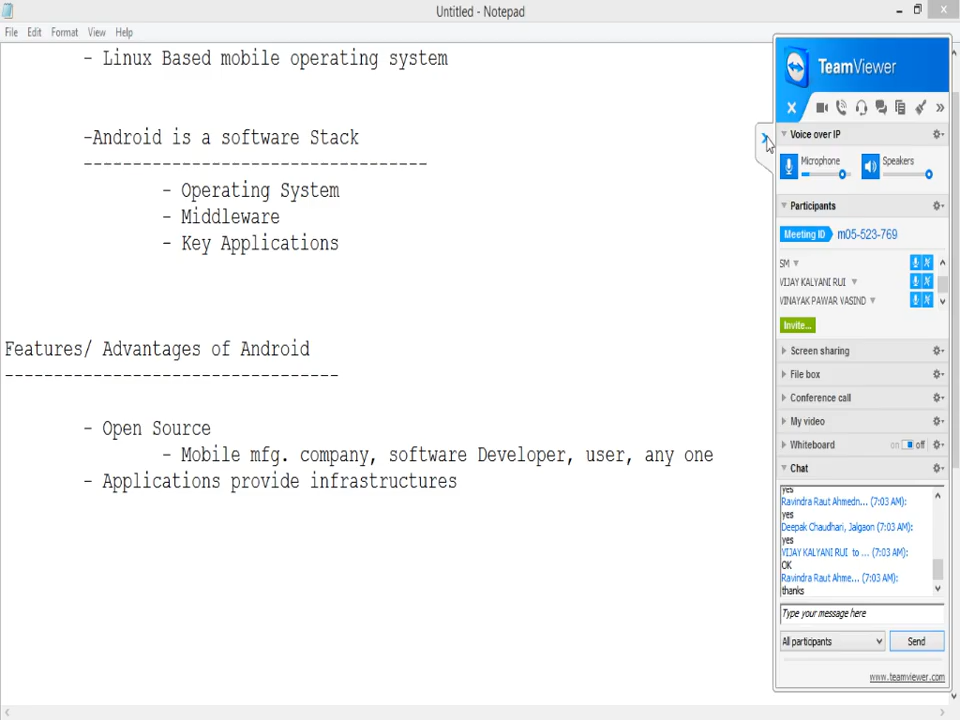 Untitled - Notepad
File Edit Format View Help
- Linux Based mobile operating system
-Android is a software Stack
-----------------------------------
- Operating System
- Middleware
- Key Applications
Features/ Advantages of Android
----------------------------------
- Open Source
- Mobile mfg. company, software Developer, user, any one
- Applications provide infrastructures
TeamViewer
Voice over IP
Microphone Speakers
Participants
Meeting ID m05-523-769
SM
VIJAY KALYANI RUI
VINAYAK PAWAR VASIND
Invite...
Screen sharing
File box
Conference call
My video
Whiteboard on off
Chat
yes
Ravindra Raut Ahmedn... (7:03 AM):
yes
Deepak Chaudhari, Jalgaon (7:03 AM):
yes
VIJAY KALYANI RUI to ... (7:03 AM):
OK
Ravindra Raut Ahme... (7:03 AM):
thanks
Type your message here
All participants Send
www.teamviewer.com